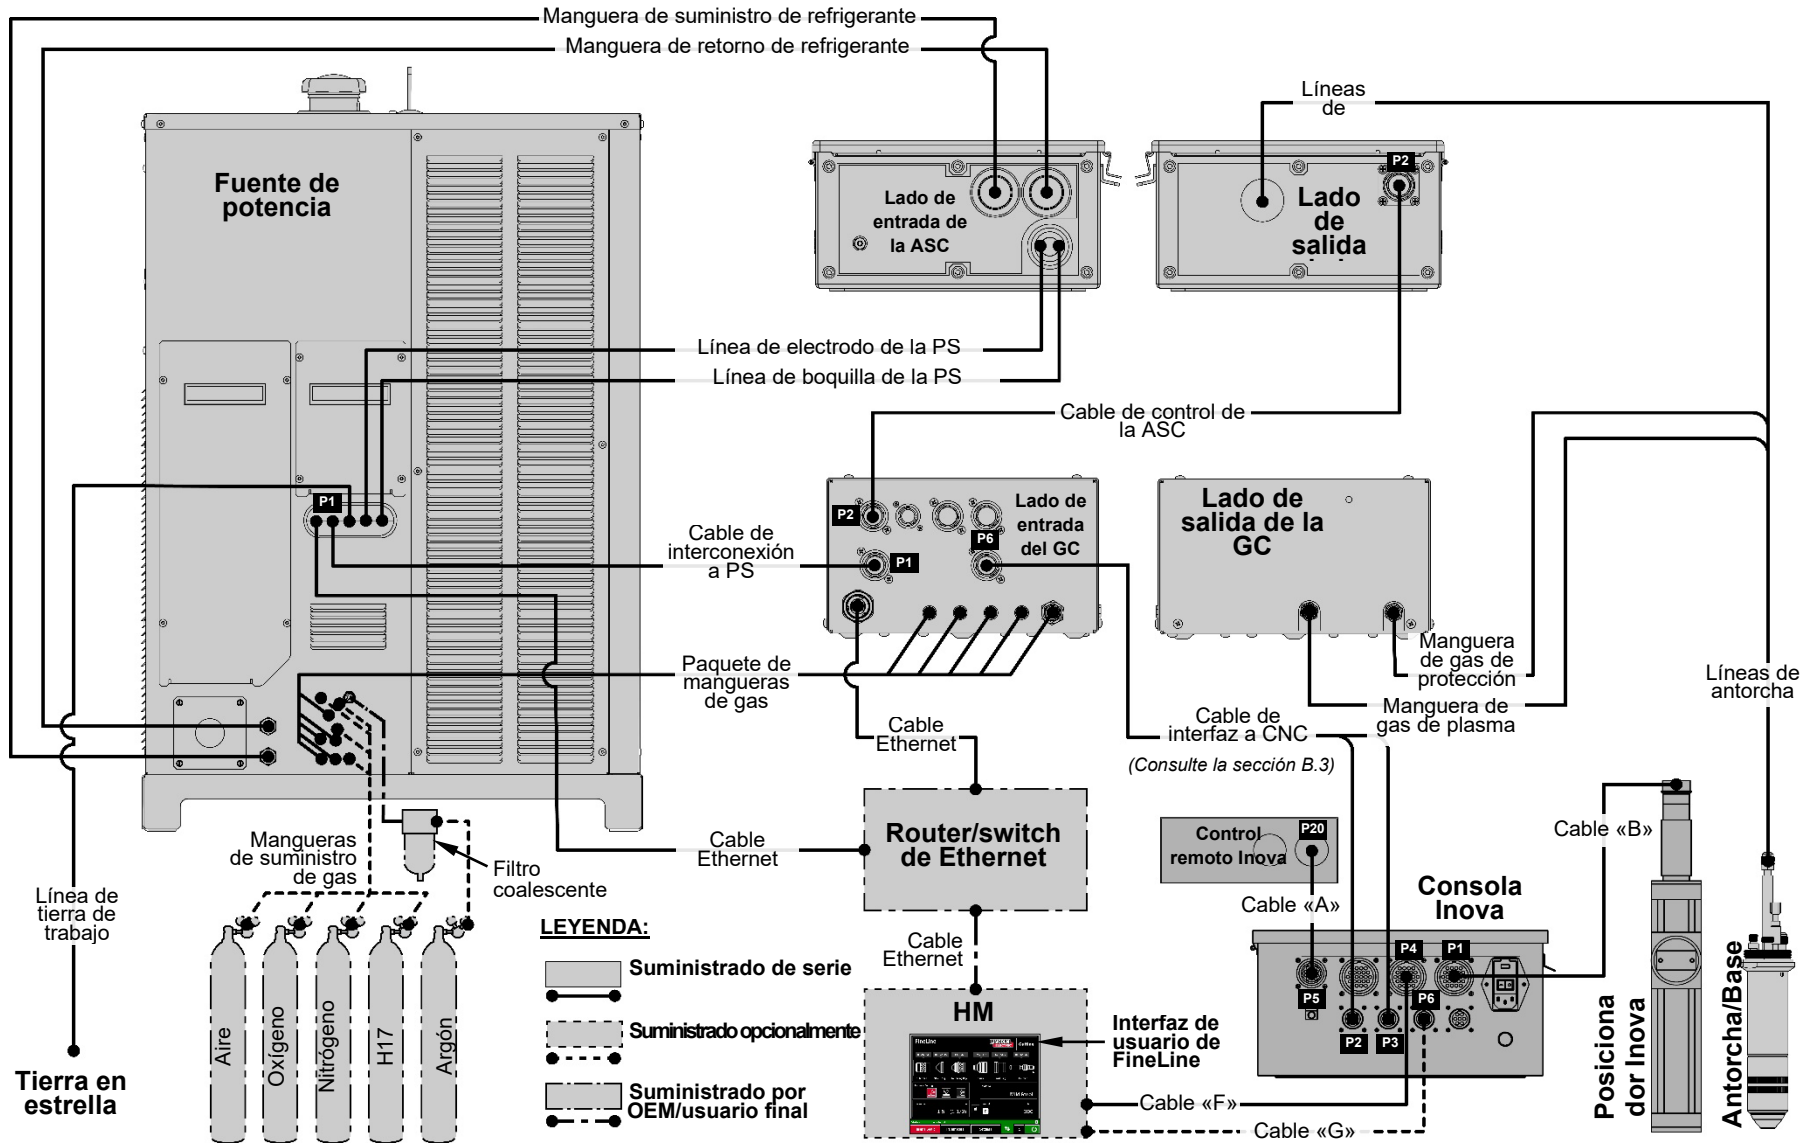 Manguera de suministro de refrigerante
Manguera de retorno de refrigerante
Líneas
de
Fuente de
potencia
Lado de
entrada de
la ASC
P2
Lado
de
salida
Línea de electrodo de la PS
Línea de boquilla de la PS
Cable de control de
la ASC
P1
Cable de
interconexión
a PS
P2
P1
P6
Lado de
entrada
del GC
Lado de
salida de la
GC
Paquete de
mangueras
de gas
Manguera
de gas de
protección
Manguera de
gas de plasma
Líneas de
antorcha
Cable
Ethernet
Cable de
interfaz a CNC
(Consulte la sección B.3)
Router/switch
de Ethernet
Cable
Ethernet
Control
remoto Inova
P20
Cable «B»
Mangueras
de suministro
de gas
Filtro
coalescente
Línea de
tierra de
trabajo
Cable «A»
Consola
Inova
Cable
Ethernet
P4
P1
P5
P6
P2
P3
LEYENDA:
Suministrado de serie
Suministrado opcionalmente
Suministrado por
OEM/usuario final
Aire
Oxígeno
Nitrógeno
H17
Argón
Tierra en
estrella
HM
FineLine
Interfaz de
usuario de
FineLine
Cable «F»
Cable «G»
Posiciona
dor Inova
Antorcha/Base